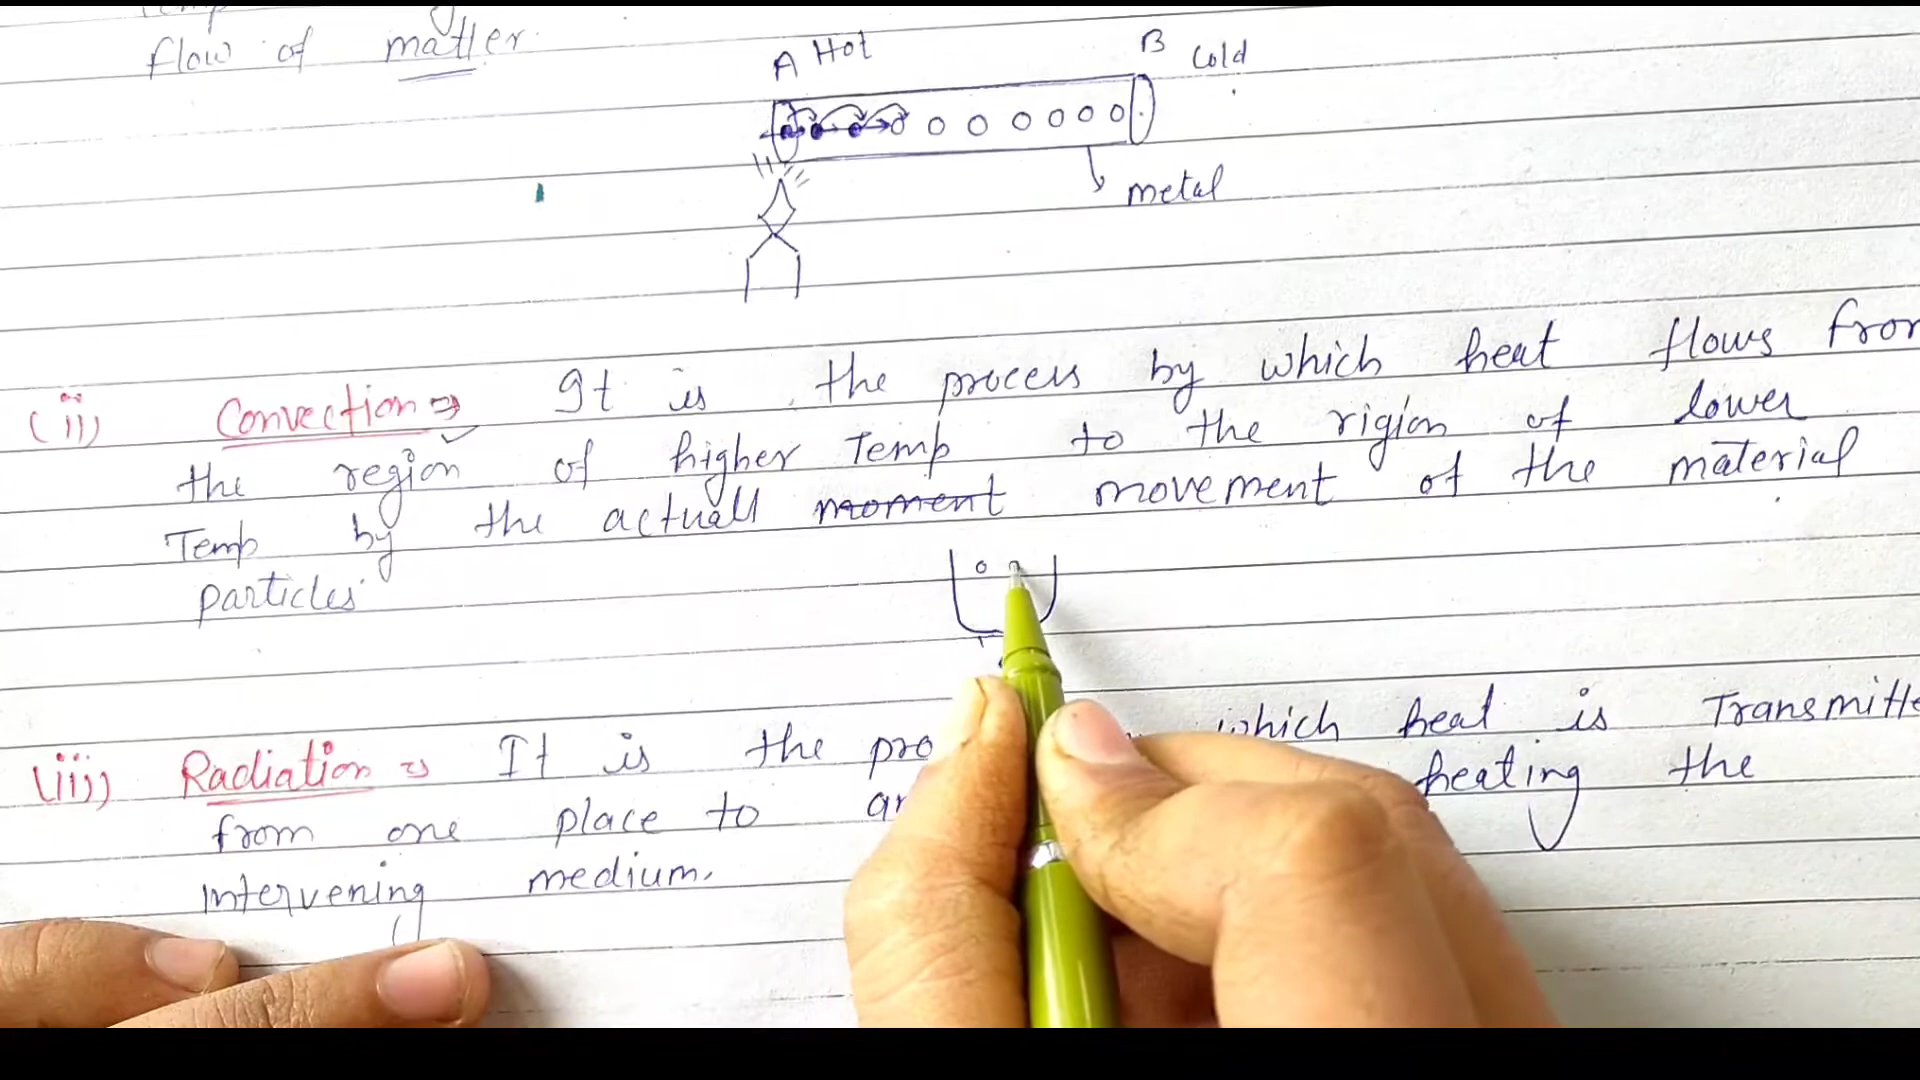 flow of matter.
A Hot
B Cold
metal
(ii) Convection ⇒ It is the process by which heat flows from
the region of higher Temp to the rigion of lower
Temp by the actuall moment movement of the material
particles
(iii) Radiation ⇒ It is the which heat is
from one place to heating the
intervening medium.